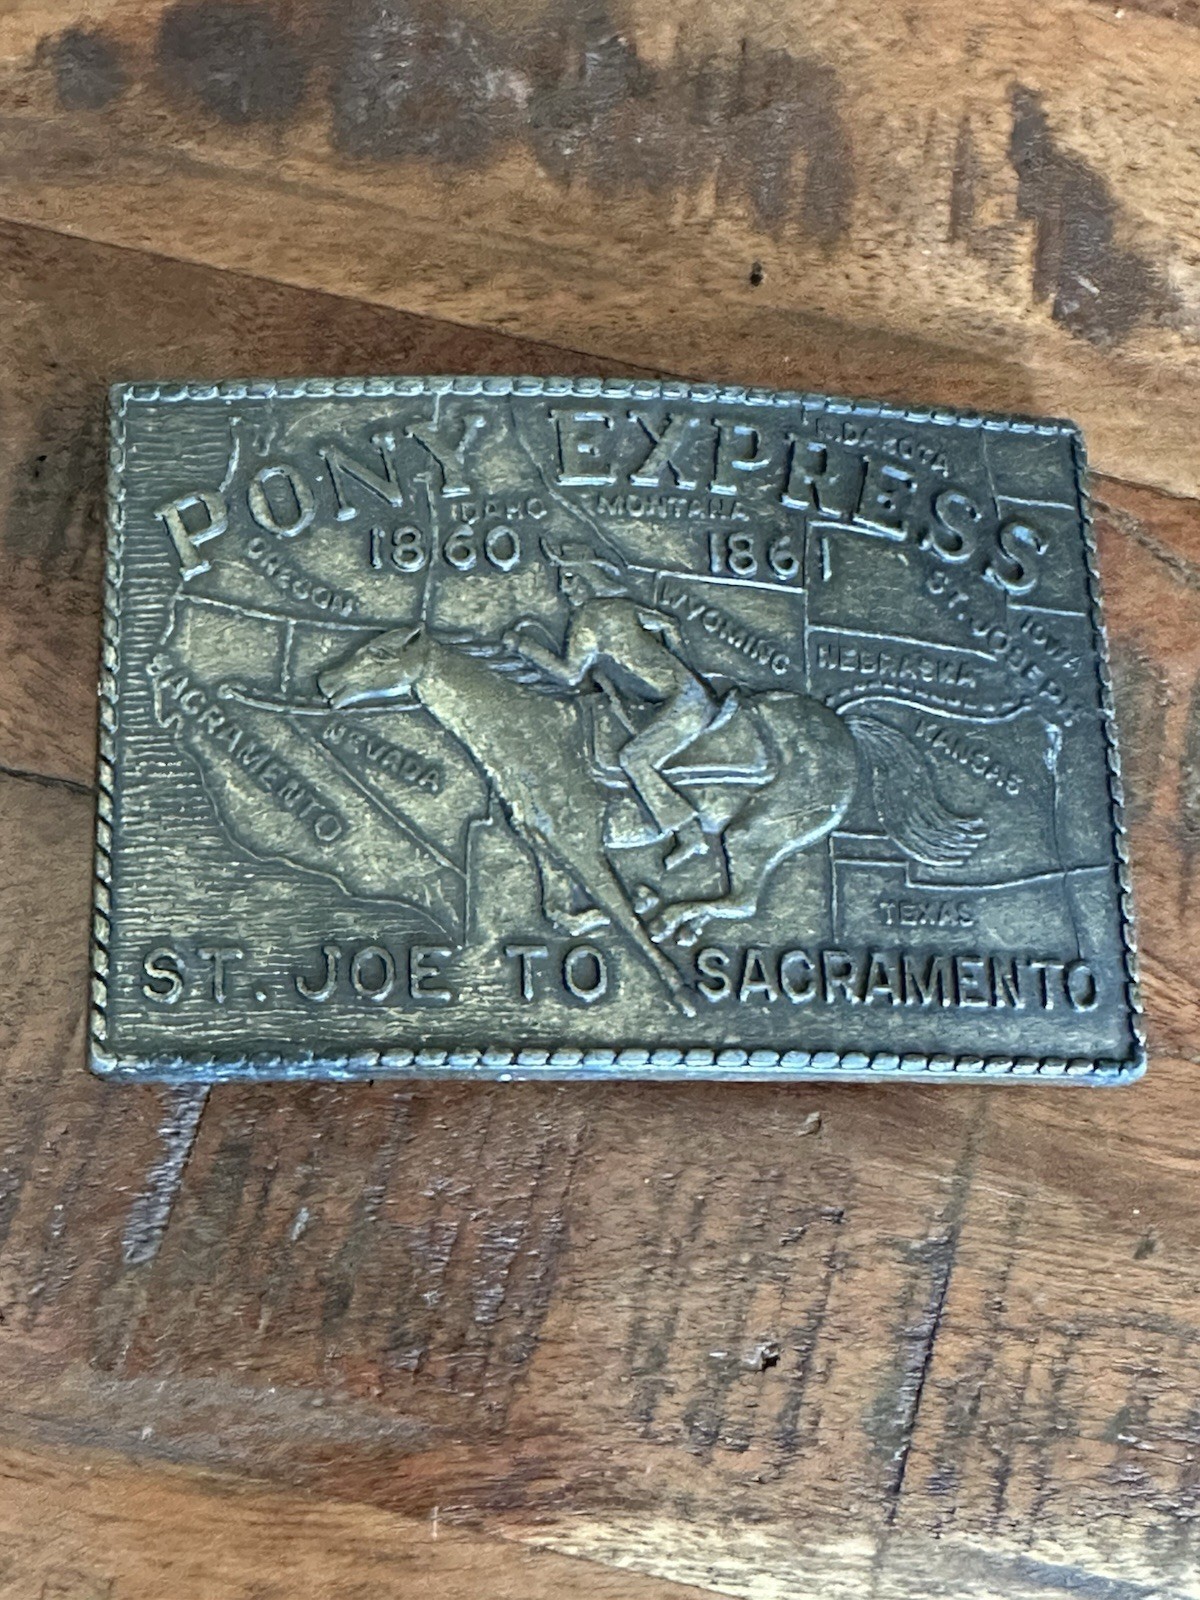 PONY EXPRESS
N. DAKOTA
IDAHO MONTANA
1860 1861
OREGON
WYOMING
ST. JOSEPH
IOWA
NEBRASKA
SACRAMENTO
NEVADA
KANSAS
TEXAS
ST. JOE TO SACRAMENTO